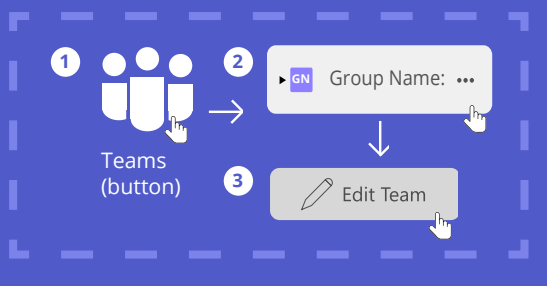 1
Teams
(button)
2
GN Group Name: •••
3
Edit Team